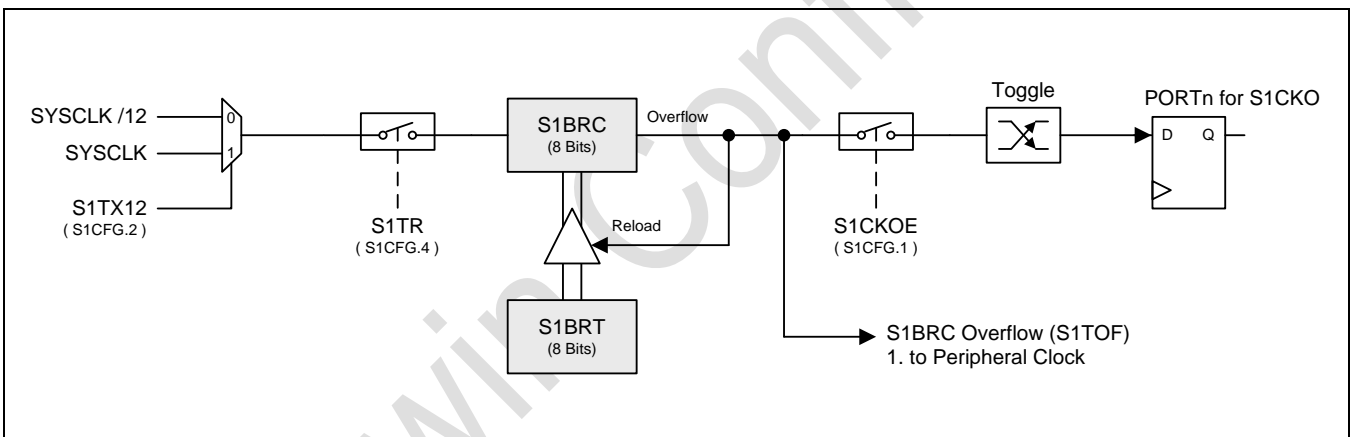 SYSCLK /12
SYSCLK
S1TX12
( S1CFG.2 )
0
1
S1TR
( S1CFG.4 )
S1BRC
(8 Bits)
Overflow
Reload
S1BRT
(8 Bits)
S1CKOE
( S1CFG.1 )
Toggle
PORTn for S1CKO
D Q
S1BRC Overflow (S1TOF)
1. to Peripheral Clock